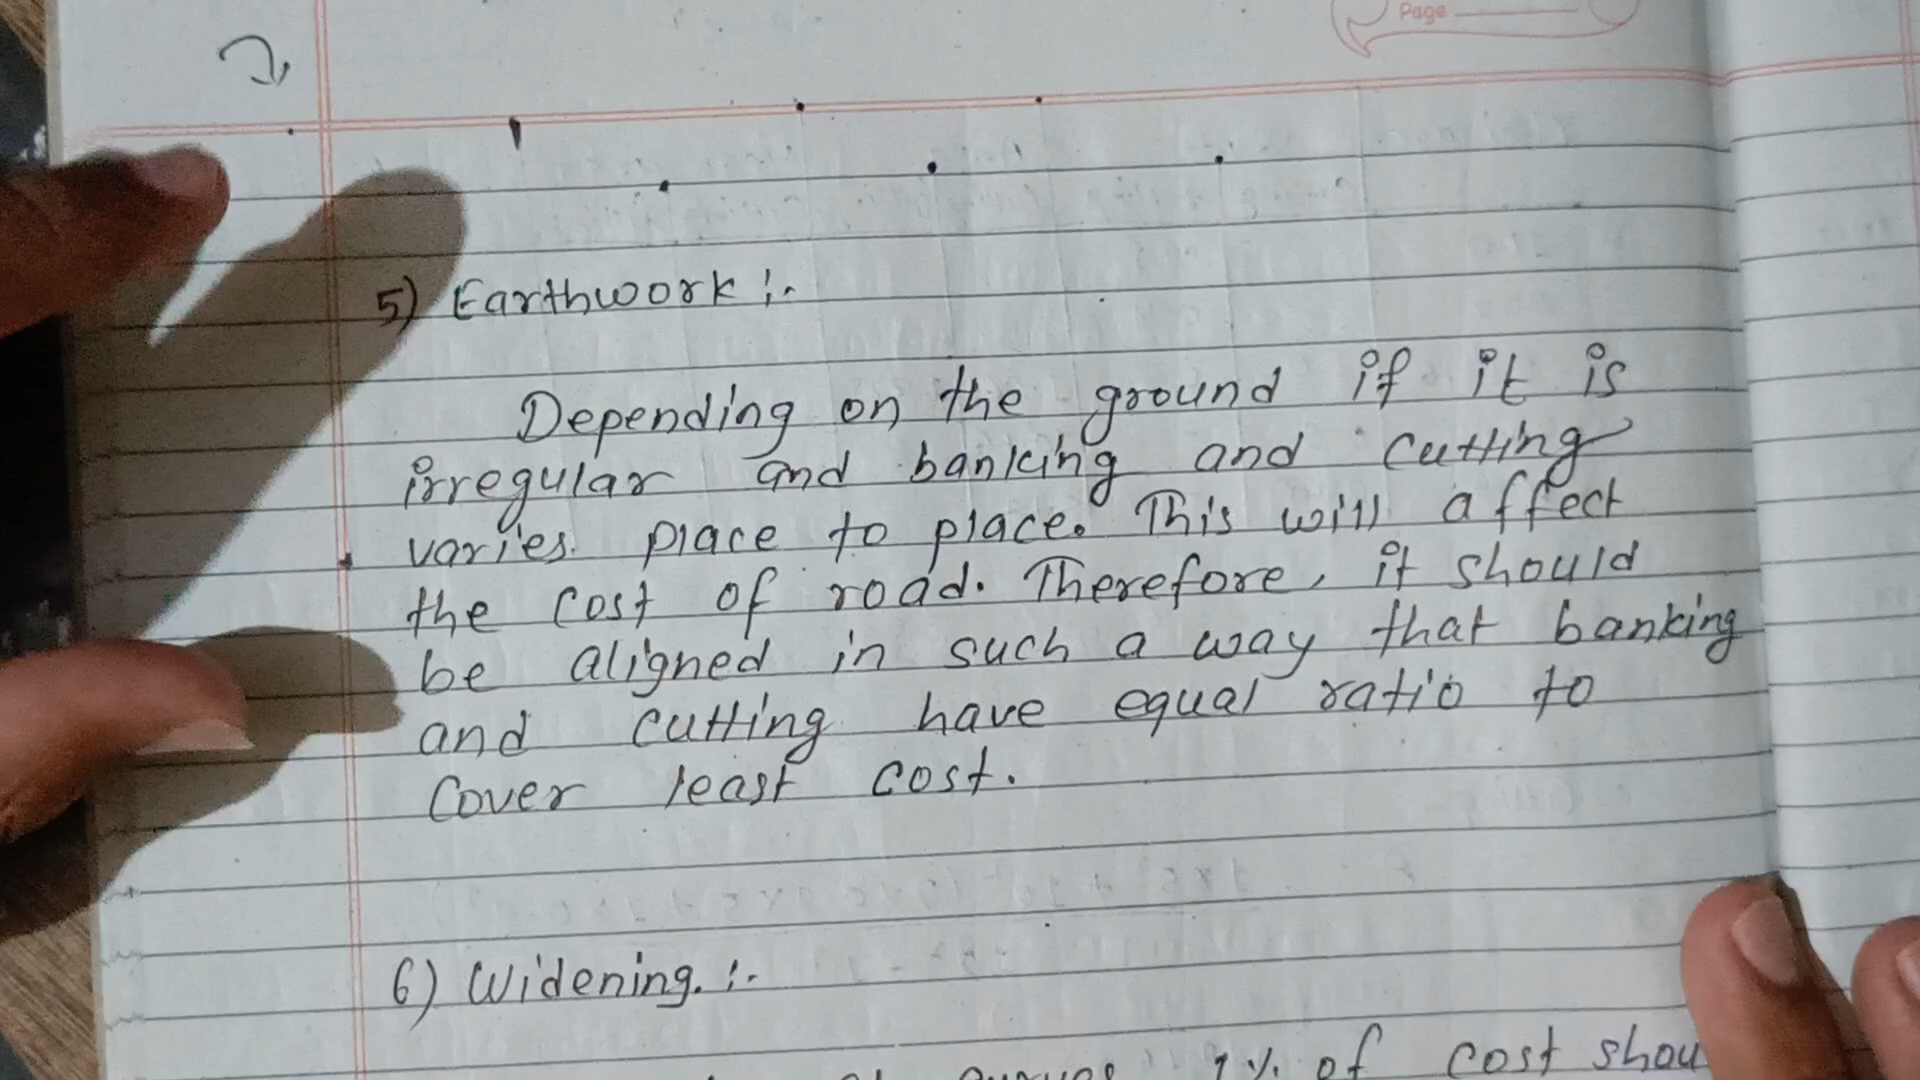 Page
5) Earthwork :-
Depending on the ground if it is
irregular and banking and cutting
varies. place to place. This will affect
the cost of road. Therefore, it should
be aligned in such a way that banking
and cutting have equal ratio to
Cover least cost.
6) Widening. :-
1% of cost shou